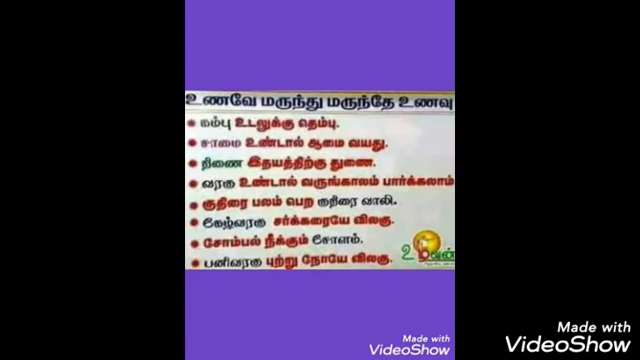 உணவே மருந்து மருந்தே உணவு
கம்பு உடலுக்கு தெம்பு.
சாமை உண்டால் ஆமை வயது.
திணை இதயத்திற்கு துணை.
வரகு உண்டால் வருங்காலம் பார்க்கலாம்
குதிரை பலம் பெற குதிரை வாலி.
கேழ்வரகு சர்க்கரையே விலகு.
சோம்பல் நீக்கும் சோளம்.
பனிவரகு புற்று நோயே விலகு.
உழவன்
Made with
VideoShow
Made with
VideoShow